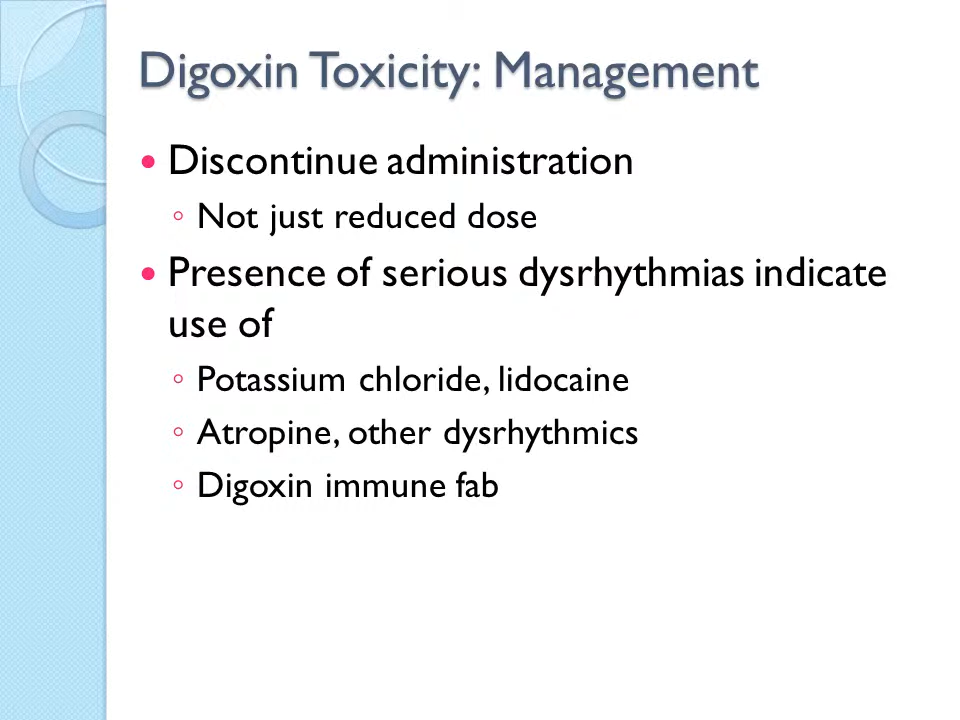 Digoxin Toxicity: Management
• Discontinue administration
◦ Not just reduced dose
• Presence of serious dysrhythmias indicate
use of
◦ Potassium chloride, lidocaine
◦ Atropine, other dysrhythmics
◦ Digoxin immune fab